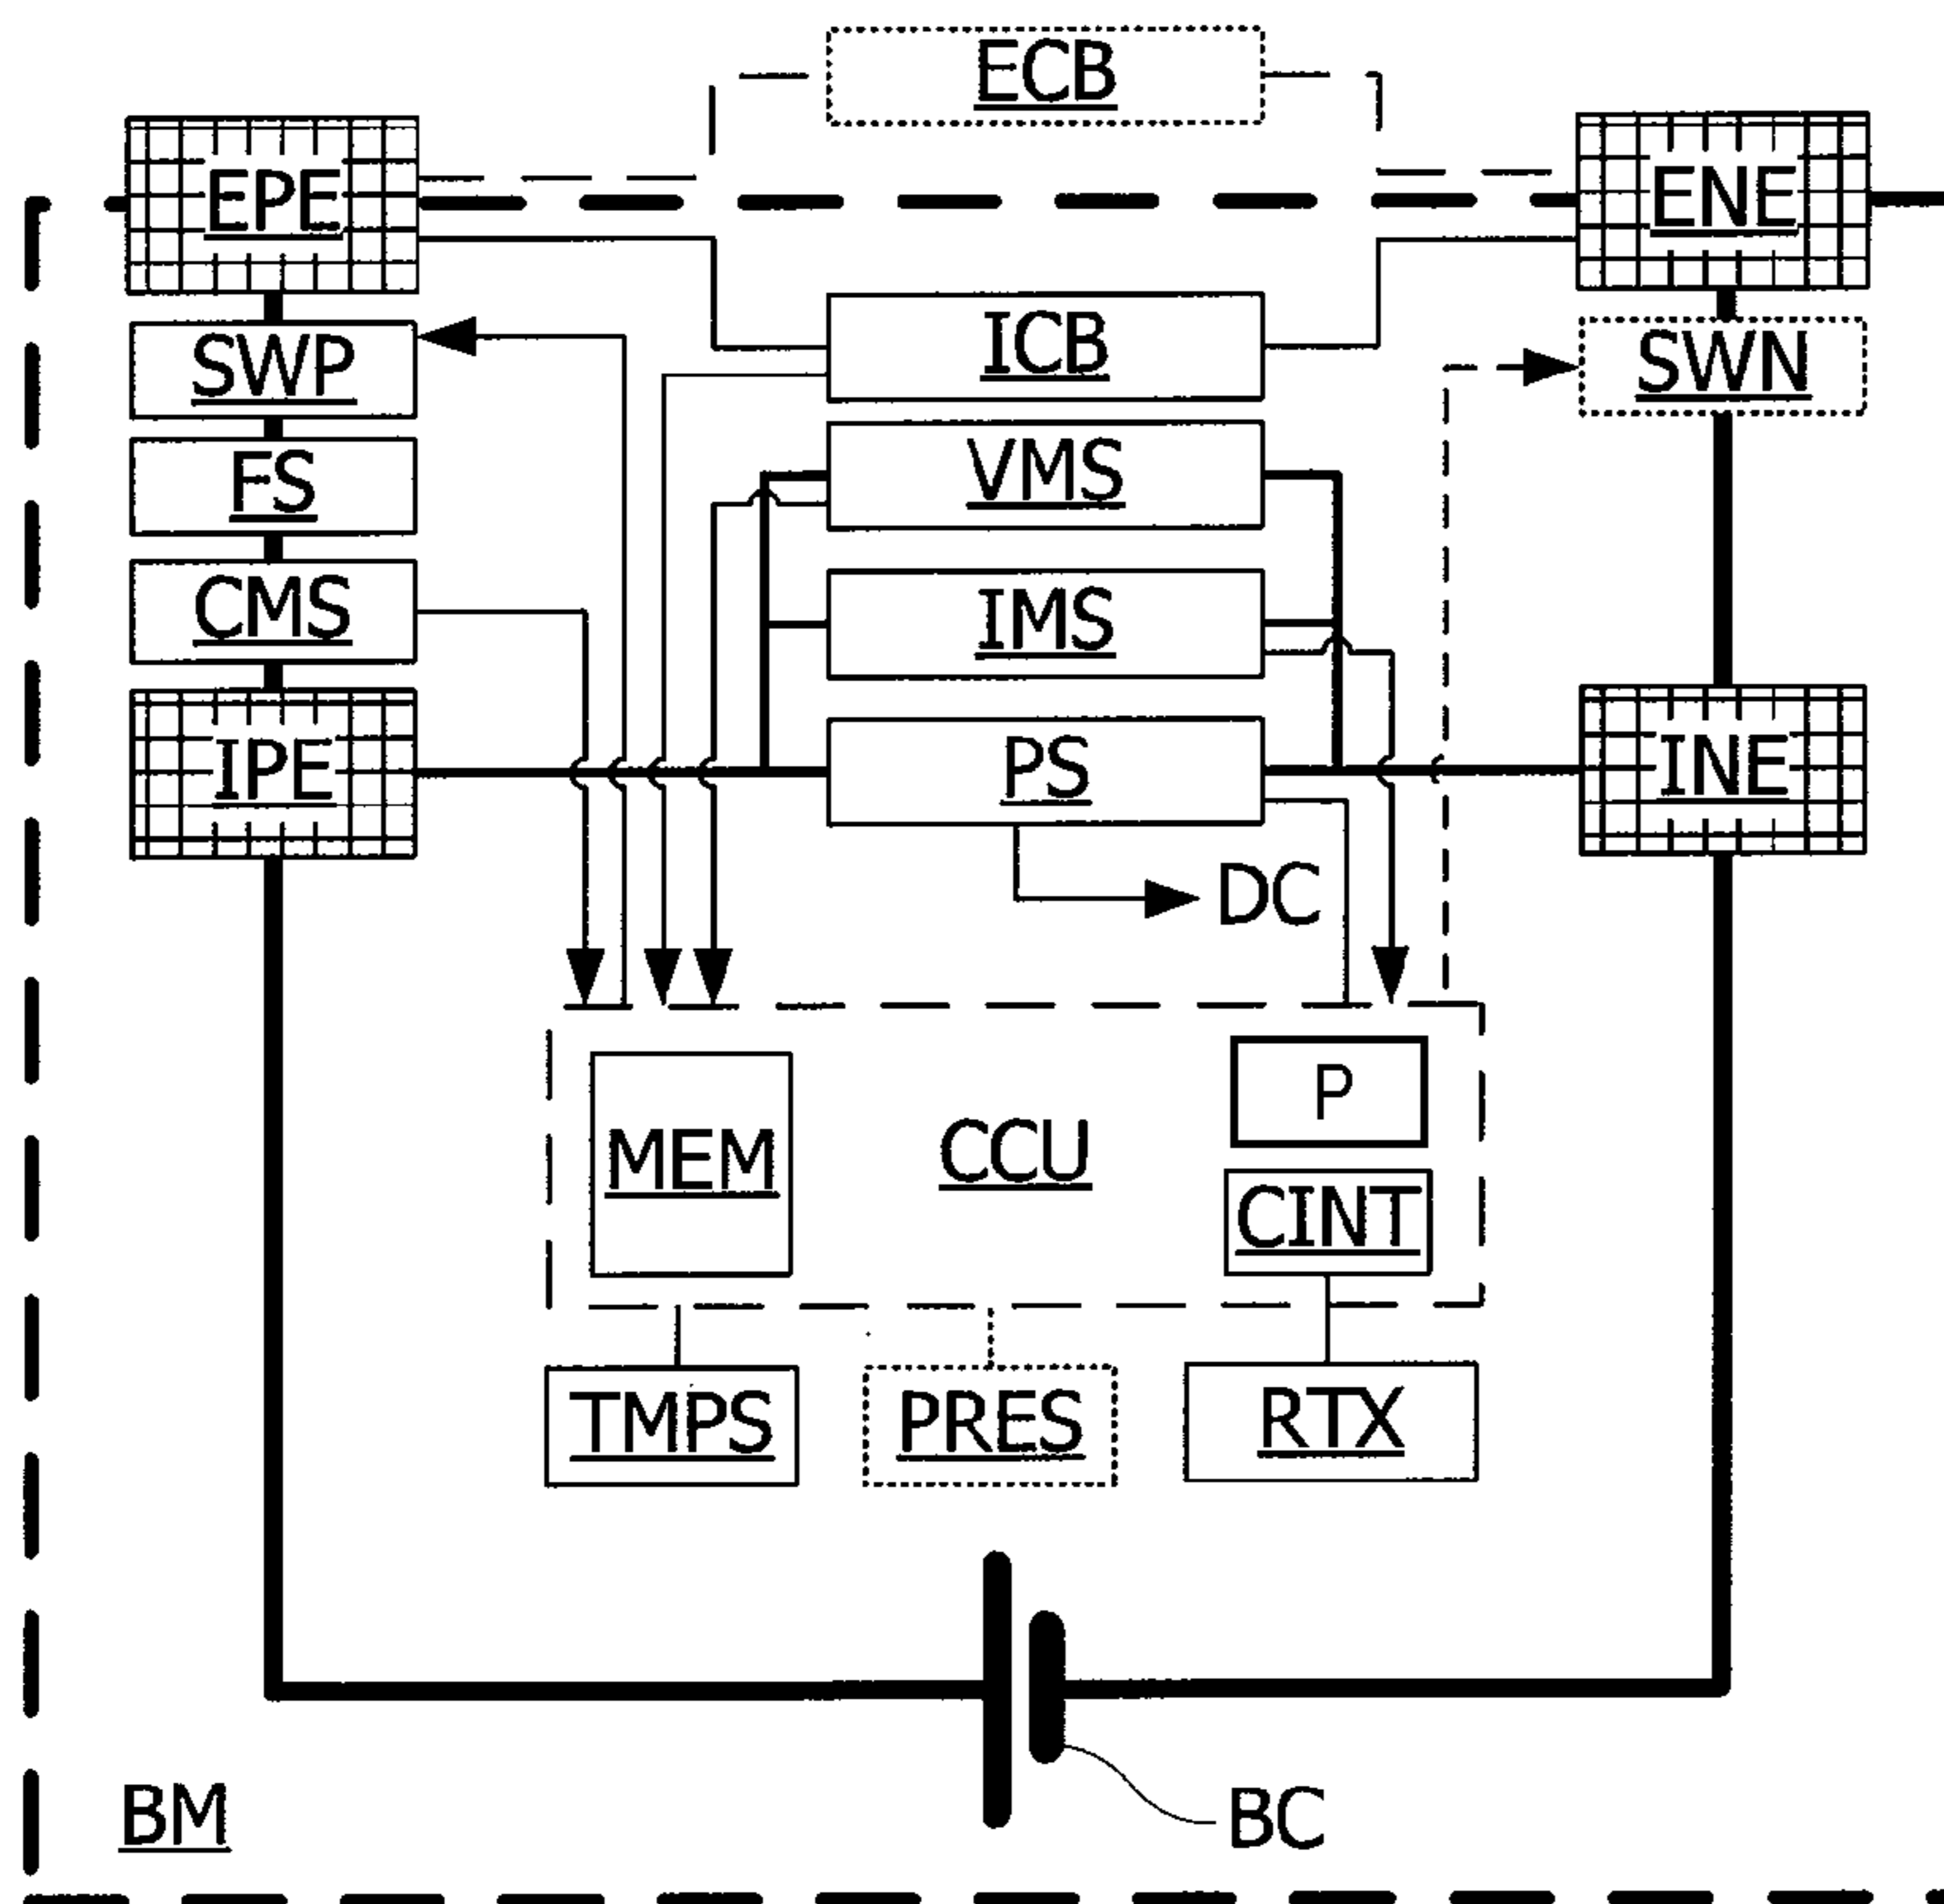 ECB
EPE
ENE
SWP
ICB
SWN
FS
VMS
CMS
IMS
IPE
PS
INE
DC
P
MEM
CCU
CINT
TMPS
PRES
RTX
BM
BC